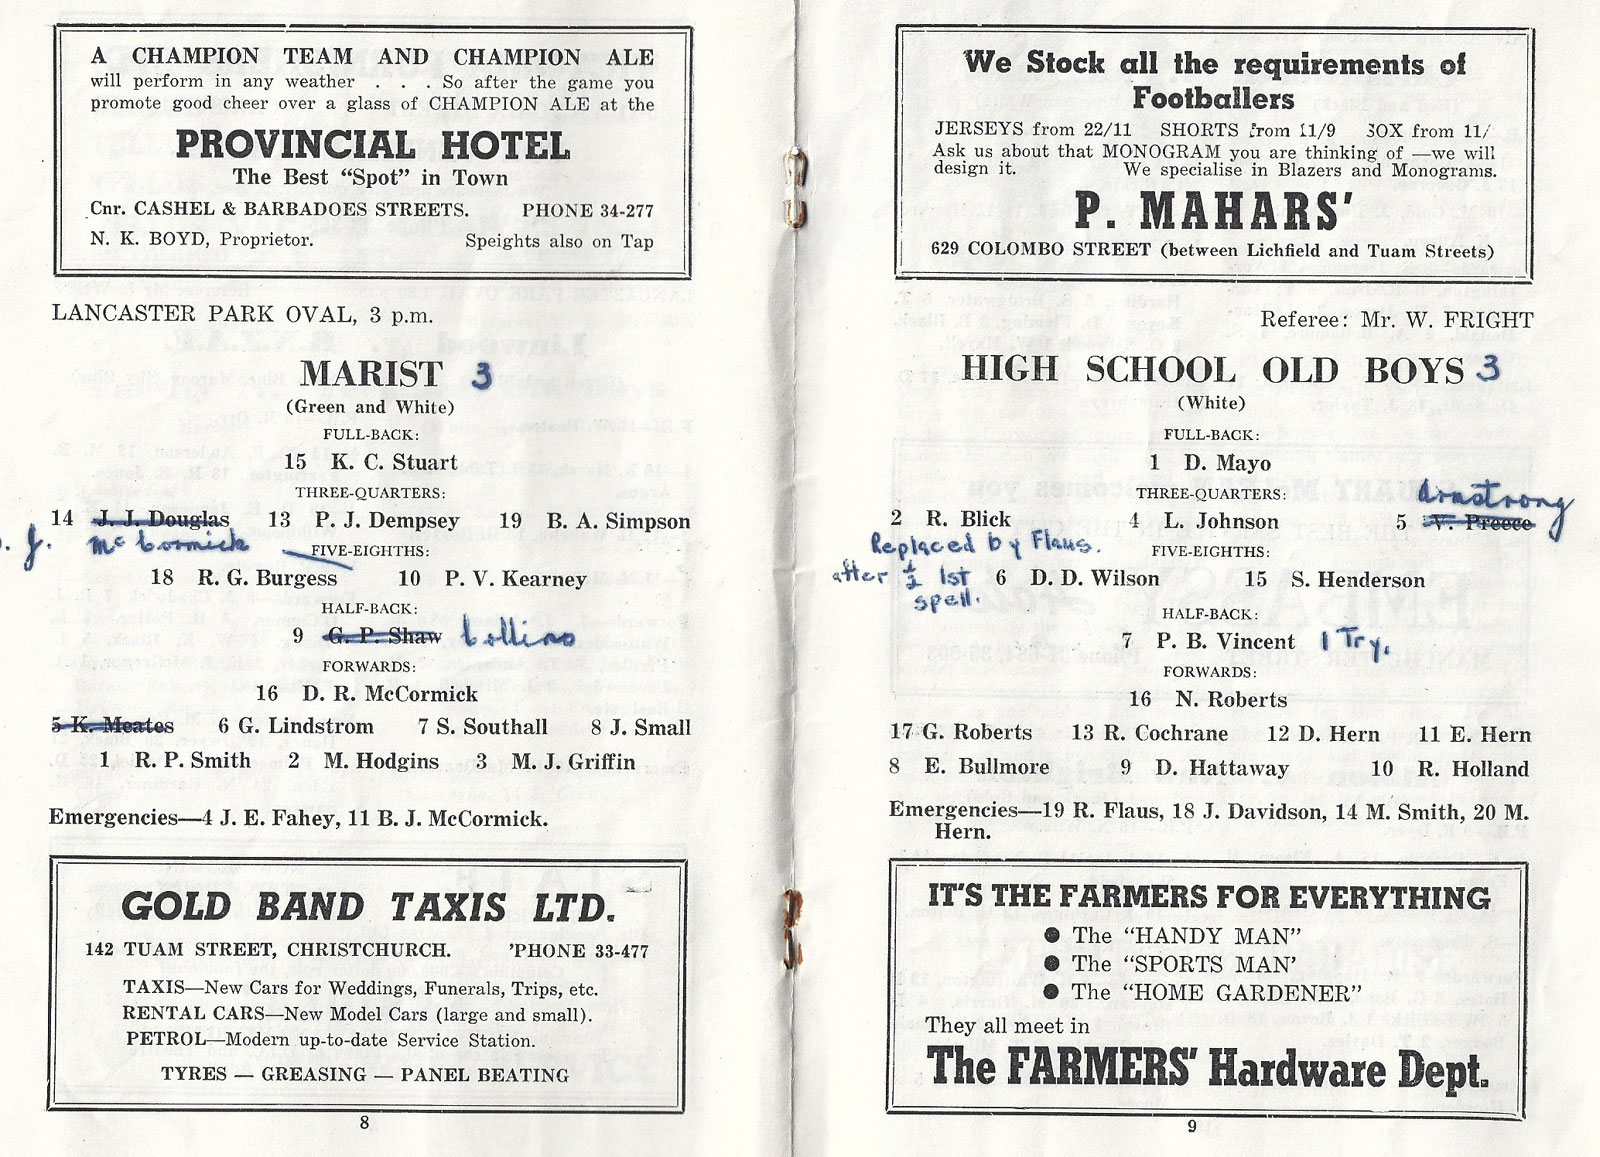 A CHAMPION TEAM AND CHAMPION ALE
will perform in any weather . . . So after the game you
promote good cheer over a glass of CHAMPION ALE at the
PROVINCIAL HOTEL
The Best "Spot" in Town
Cnr. CASHEL & BARBADOES STREETS. PHONE 34-277
N. K. BOYD, Proprietor. Speights also on Tap
LANCASTER PARK OVAL, 3 p.m.
MARIST 3
(Green and White)
FULL-BACK:
15 K. C. Stuart
THREE-QUARTERS:
14 J. J. Douglas 13 P. J. Dempsey 19 B. A. Simpson
J. McCormick
FIVE-EIGHTHS:
18 R. G. Burgess 10 P. V. Kearney
HALF-BACK:
9 G. P. Shaw Collins
FORWARDS:
16 D. R. McCormick
5 K. Meates 6 G. Lindstrom 7 S. Southall 8 J. Small
1 R. P. Smith 2 M. Hodgins 3 M. J. Griffin
Emergencies—4 J. E. Fahey, 11 B. J. McCormick.
GOLD BAND TAXIS LTD.
142 TUAM STREET, CHRISTCHURCH. 'PHONE 33-477
TAXIS—New Cars for Weddings, Funerals, Trips, etc.
RENTAL CARS—New Model Cars (large and small).
PETROL—Modern up-to-date Service Station.
TYRES — GREASING — PANEL BEATING
8
We Stock all the requirements of
Footballers
JERSEYS from 22/11 SHORTS from 11/9 SOX from 11/
Ask us about that MONOGRAM you are thinking of —we will
design it. We specialise in Blazers and Monograms.
P. MAHARS'
629 COLOMBO STREET (between Lichfield and Tuam Streets)
Referee: Mr. W. FRIGHT
HIGH SCHOOL OLD BOYS 3
(White)
FULL-BACK:
1 D. Mayo
THREE-QUARTERS:
Armstrong
2 R. Blick 4 L. Johnson 5 V. Preece
Replaced by Flaus.
FIVE-EIGHTHS:
after ½ 1st
6 D. D. Wilson 15 S. Henderson
spell.
HALF-BACK:
7 P. B. Vincent 1 Try.
FORWARDS:
16 N. Roberts
17 G. Roberts 13 R. Cochrane 12 D. Hern 11 E. Hern
8 E. Bullmore 9 D. Hattaway 10 R. Holland
Emergencies—19 R. Flaus, 18 J. Davidson, 14 M. Smith, 20 M.
Hern.
IT'S THE FARMERS FOR EVERYTHING
● The "HANDY MAN"
● The "SPORTS MAN'
● The "HOME GARDENER"
They all meet in
The FARMERS' Hardware Dept.
9